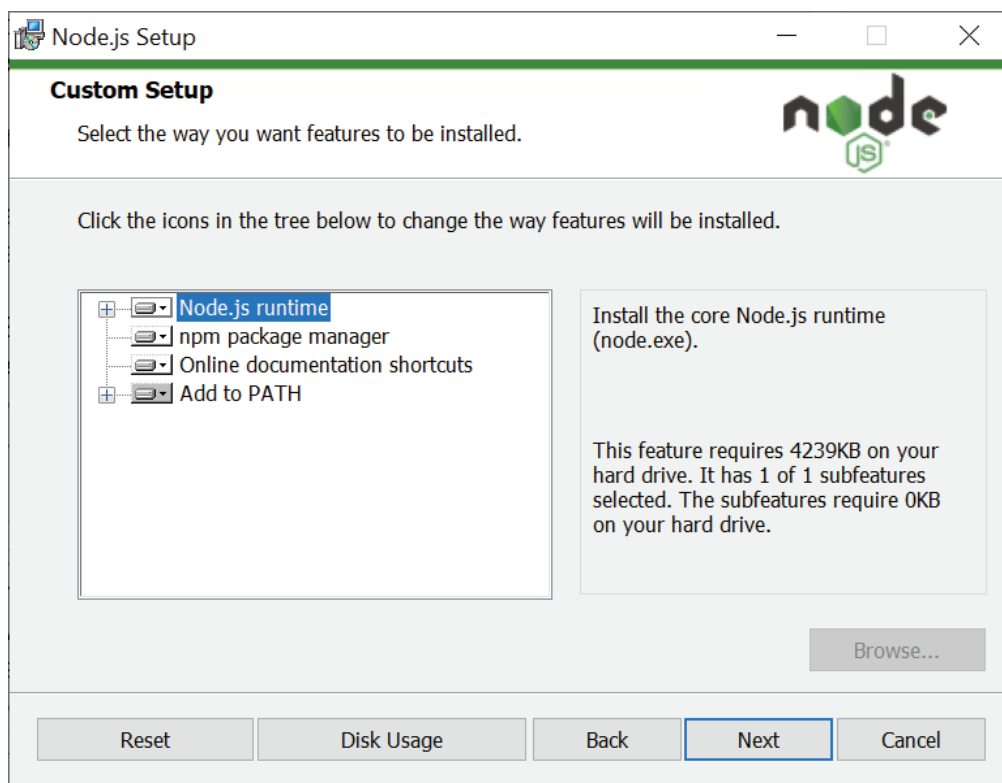 Node.js Setup
Custom Setup
Select the way you want features to be installed.
node
JS
Click the icons in the tree below to change the way features will be installed.
Node.js runtime
npm package manager
Online documentation shortcuts
Add to PATH
Install the core Node.js runtime
(node.exe).
This feature requires 4239KB on your
hard drive. It has 1 of 1 subfeatures
selected. The subfeatures require 0KB
on your hard drive.
Browse...
Reset
Disk Usage
Back
Next
Cancel